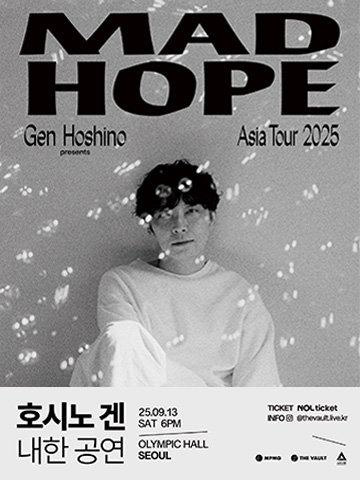 MAD
HOPE
Gen Hoshino
presents
Asia Tour 2025
호시노 겐
내한 공연
25.09.13
SAT 6PM
OLYMPIC HALL
SEOUL
TICKET NOL ticket
INFO @thevault.live.kr
MPMG THE VAULT